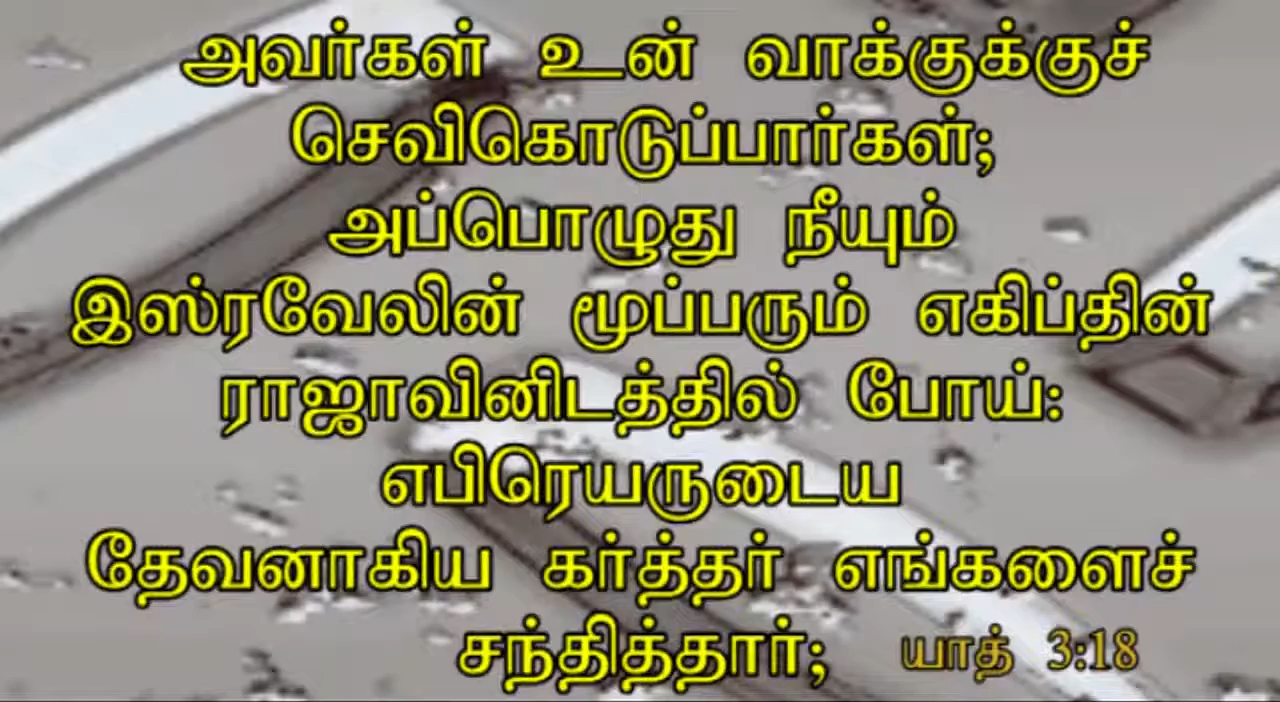 அவர்கள் உன் வாக்குக்குச்
செவிகொடுப்பார்கள்;
அப்பொழுது நீயும்
இஸ்ரவேலின் மூப்பரும் எகிப்தின்
ராஜாவினிடத்தில் போய்:
எபிரெயருடைய
தேவனாகிய கர்த்தர் எங்களைச்
சந்தித்தார்; யாத் 3:18